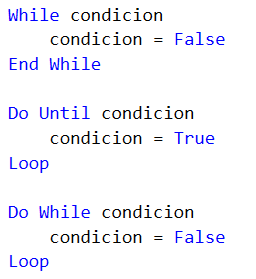 While condicion
    condicion = False
End While

Do Until condicion
    condicion = True
Loop

Do While condicion
    condicion = False
Loop